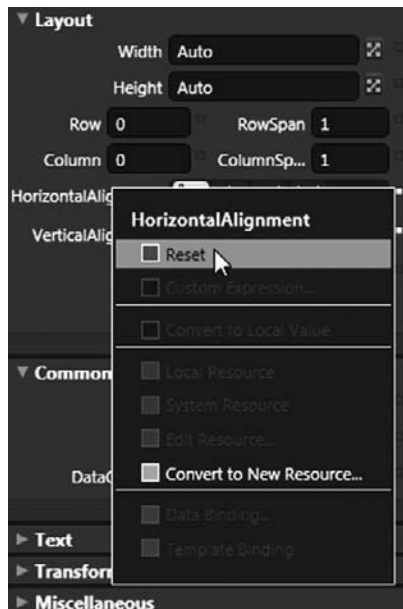 Layout
Width Auto
Height Auto
Row 0 RowSpan 1
Column 0 ColumnSp... 1
HorizontalAlig
VerticalAlig
HorizontalAlignment
Reset
Custom Expression...
Convert to Local Value
Local Resource
System Resource
Edit Resource...
Convert to New Resource...
Data Binding...
Template Binding
Common
DataC
Text
Transform
Miscellaneous